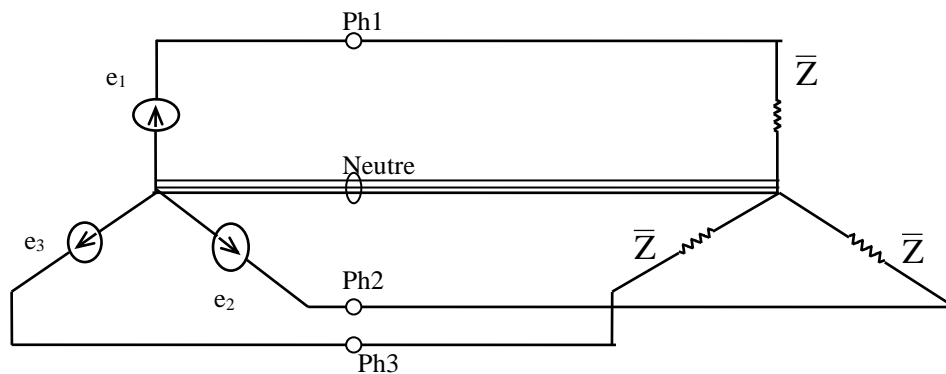 Ph1
e₁
Z̅
Neutre
e₃
Z̅
Z̅
Ph2
e₂
Ph3